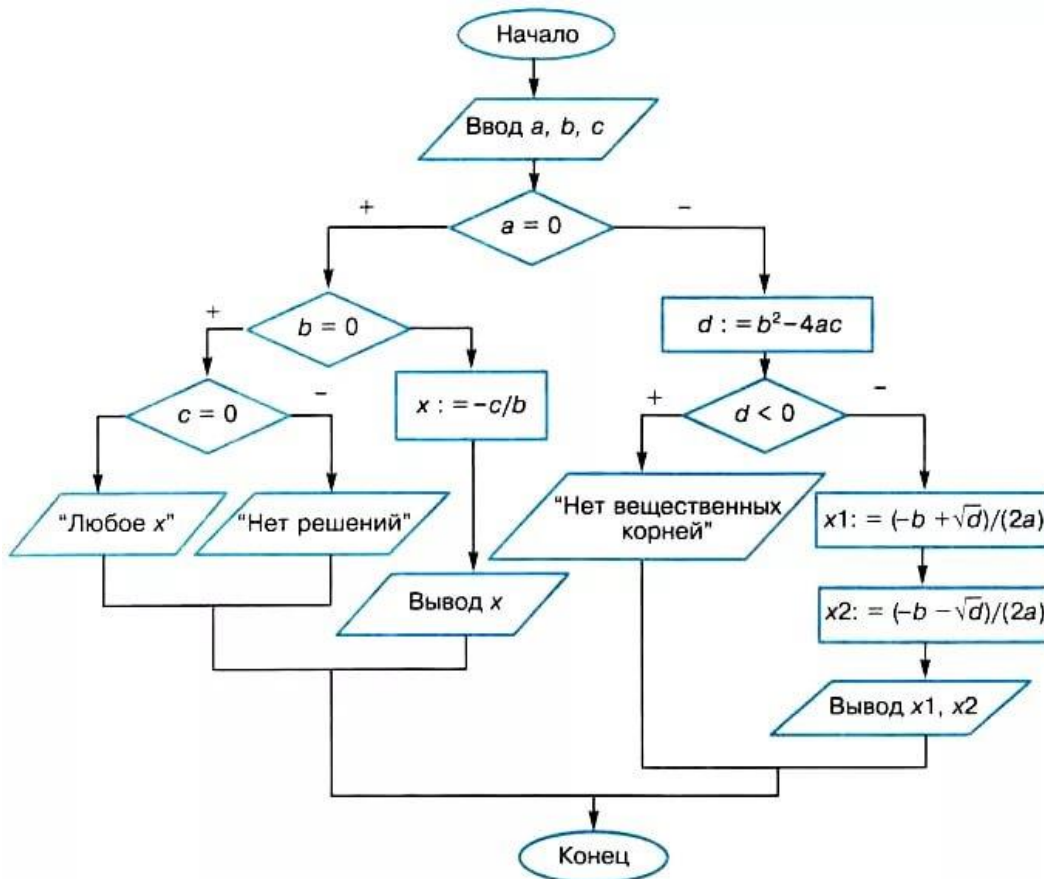 Начало
Ввод a, b, c
+
a = 0
−
+
b = 0
d : = b² − 4ac
c = 0
−
x : = −c/b
+
d < 0
−
“Любое x”
“Нет решений”
“Нет вещественных
корней”
x1: = (−b + √d)/(2a)
Вывод x
x2: = (−b − √d)/(2a)
Вывод x1, x2
Конец